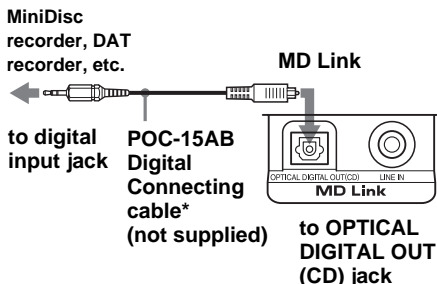 MiniDisc
recorder, DAT
recorder, etc.
MD Link
to digital
input jack
POC-15AB
Digital
Connecting
cable*
(not supplied)
OPTICAL DIGITAL OUT(CD)
LINE IN
MD Link
to OPTICAL
DIGITAL OUT
(CD) jack